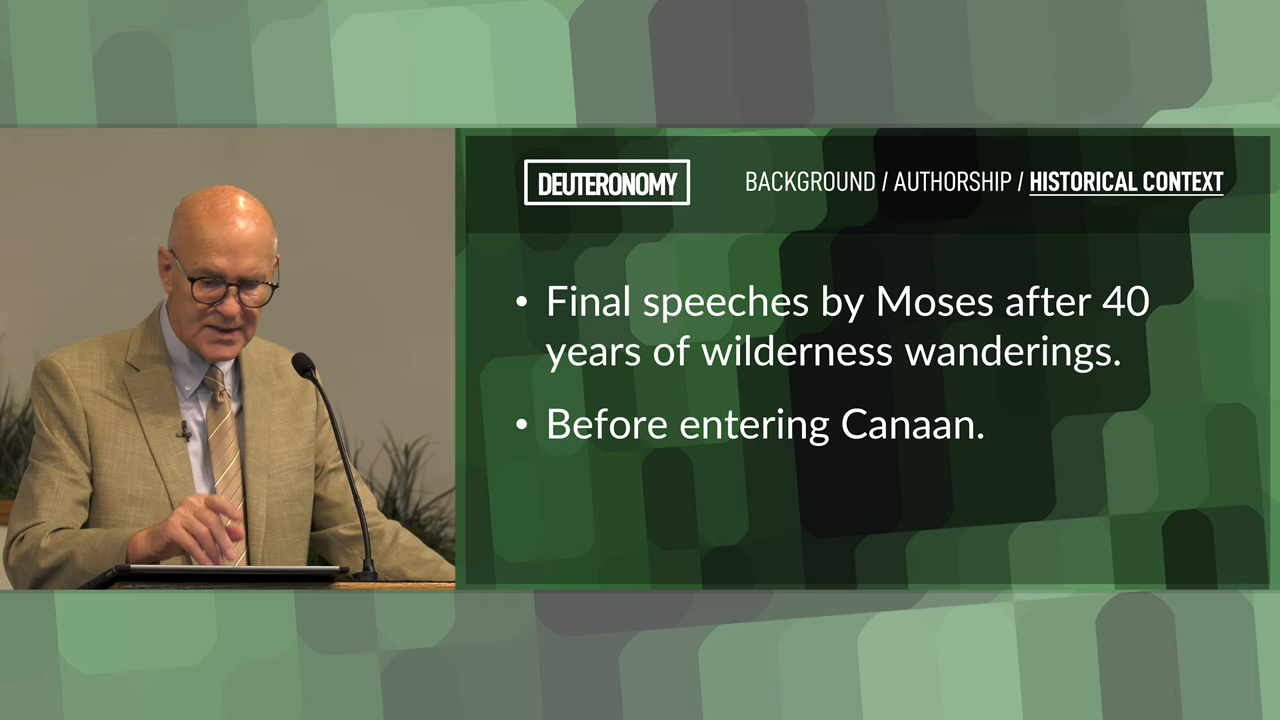 DEUTERONOMY
BACKGROUND / AUTHORSHIP / HISTORICAL CONTEXT
• Final speeches by Moses after 40
years of wilderness wanderings.
• Before entering Canaan.